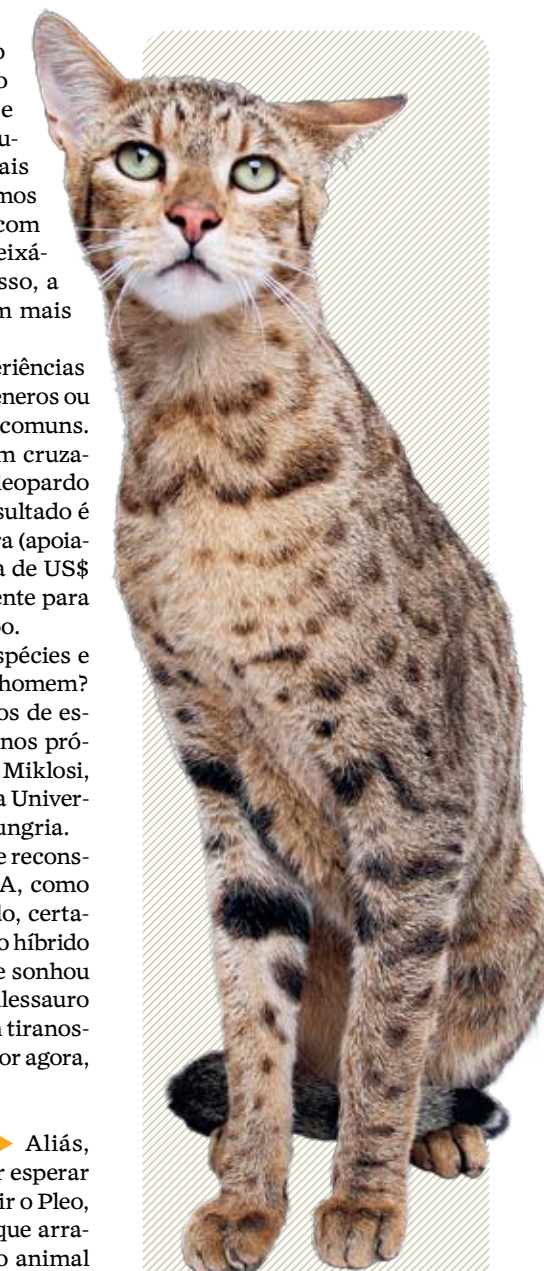 o
o
e
u-
ais
mos
com
eixá-
sso, a
m mais
eriências
êneros ou
comuns.
m cruza-
leopardo
sultado é
ra (apoia-
a de US$
ente para
po.
spécies e
homem?
os de es-
nos pró-
Miklosi,
a Univer-
ungria.
e recons-
A, como
lo, certa-
o híbrido
e sonhou
lessauro
n tiranos-
or agora,
Aliás,
r esperar
ir o Pleo,
que arra-
o animal